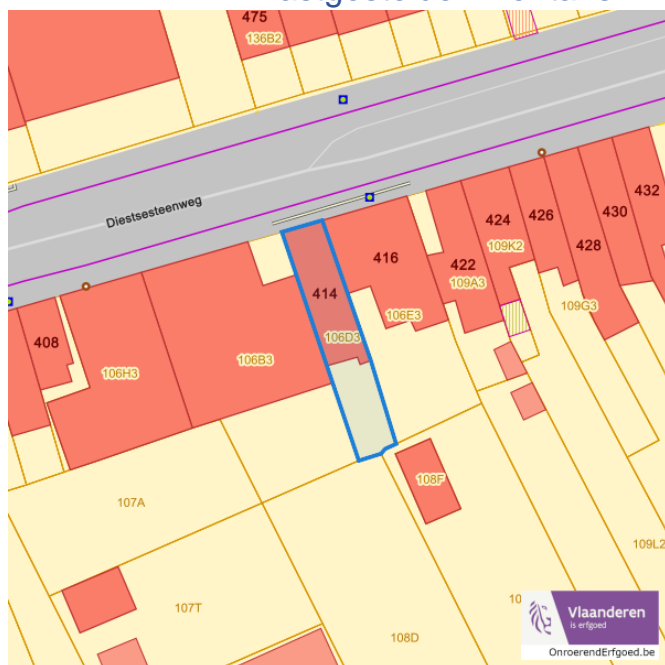 475
136B2
Diestsesteenweg
432
430
426
424
428
109K2
416
422
109A3
414
109G3
106E3
106D3
408
106B3
106H3
108F
107A
109L2
107T
108D
Vlaanderen
is erfgoed
OnroerendErfgoed.be